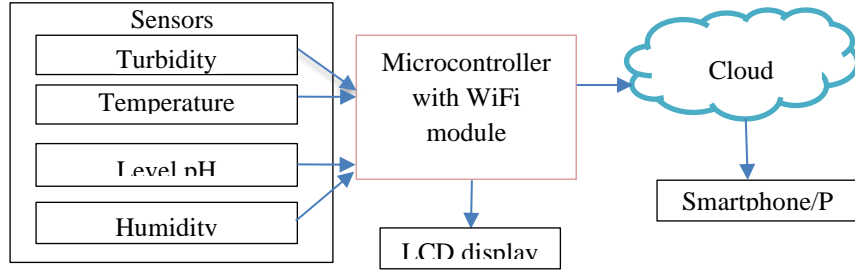 Sensors
Turbidity
Temperature
Level pH
Humidity
Microcontroller
with WiFi
module
LCD display
Cloud
Smartphone/P